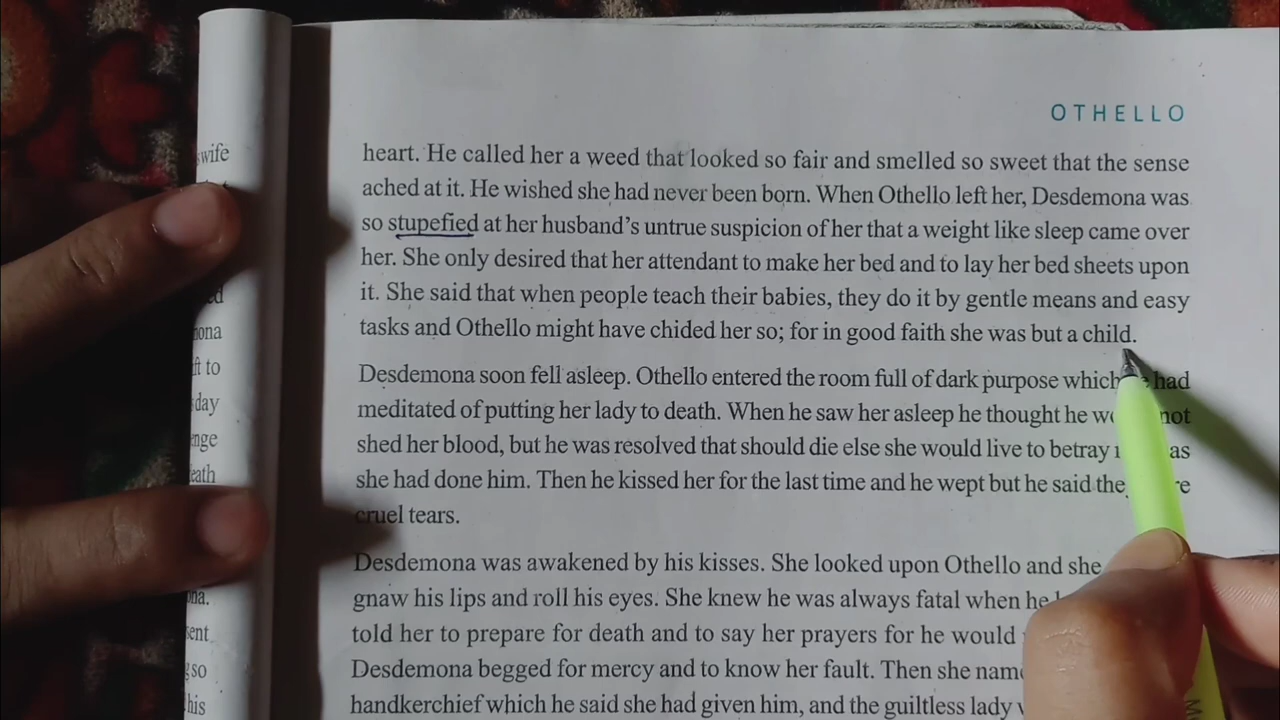 OTHELLO
wife
ona
ft to
day
enge
eath
na.
sent
so
his
heart. He called her a weed that looked so fair and smelled so sweet that the sense
ached at it. He wished she had never been born. When Othello left her, Desdemona was
so stupefied at her husband's untrue suspicion of her that a weight like sleep came over
her. She only desired that her attendant to make her bed and to lay her bed sheets upon
it. She said that when people teach their babies, they do it by gentle means and easy
tasks and Othello might have chided her so; for in good faith she was but a child.
Desdemona soon fell asleep. Othello entered the room full of dark purpose which had
meditated of putting her lady to death. When he saw her asleep he thought he not
shed her blood, but he was resolved that should die else she would live to betray as
she had done him. Then he kissed her for the last time and he wept but he said
cruel tears.
Desdemona was awakened by his kisses. She looked upon Othello and she
gnaw his lips and roll his eyes. She knew he was always fatal when he
told her to prepare for death and to say her prayers for he would
Desdemona begged for mercy and to know her fault. Then she
handkerchief which he said she had given him, and the guiltless lady